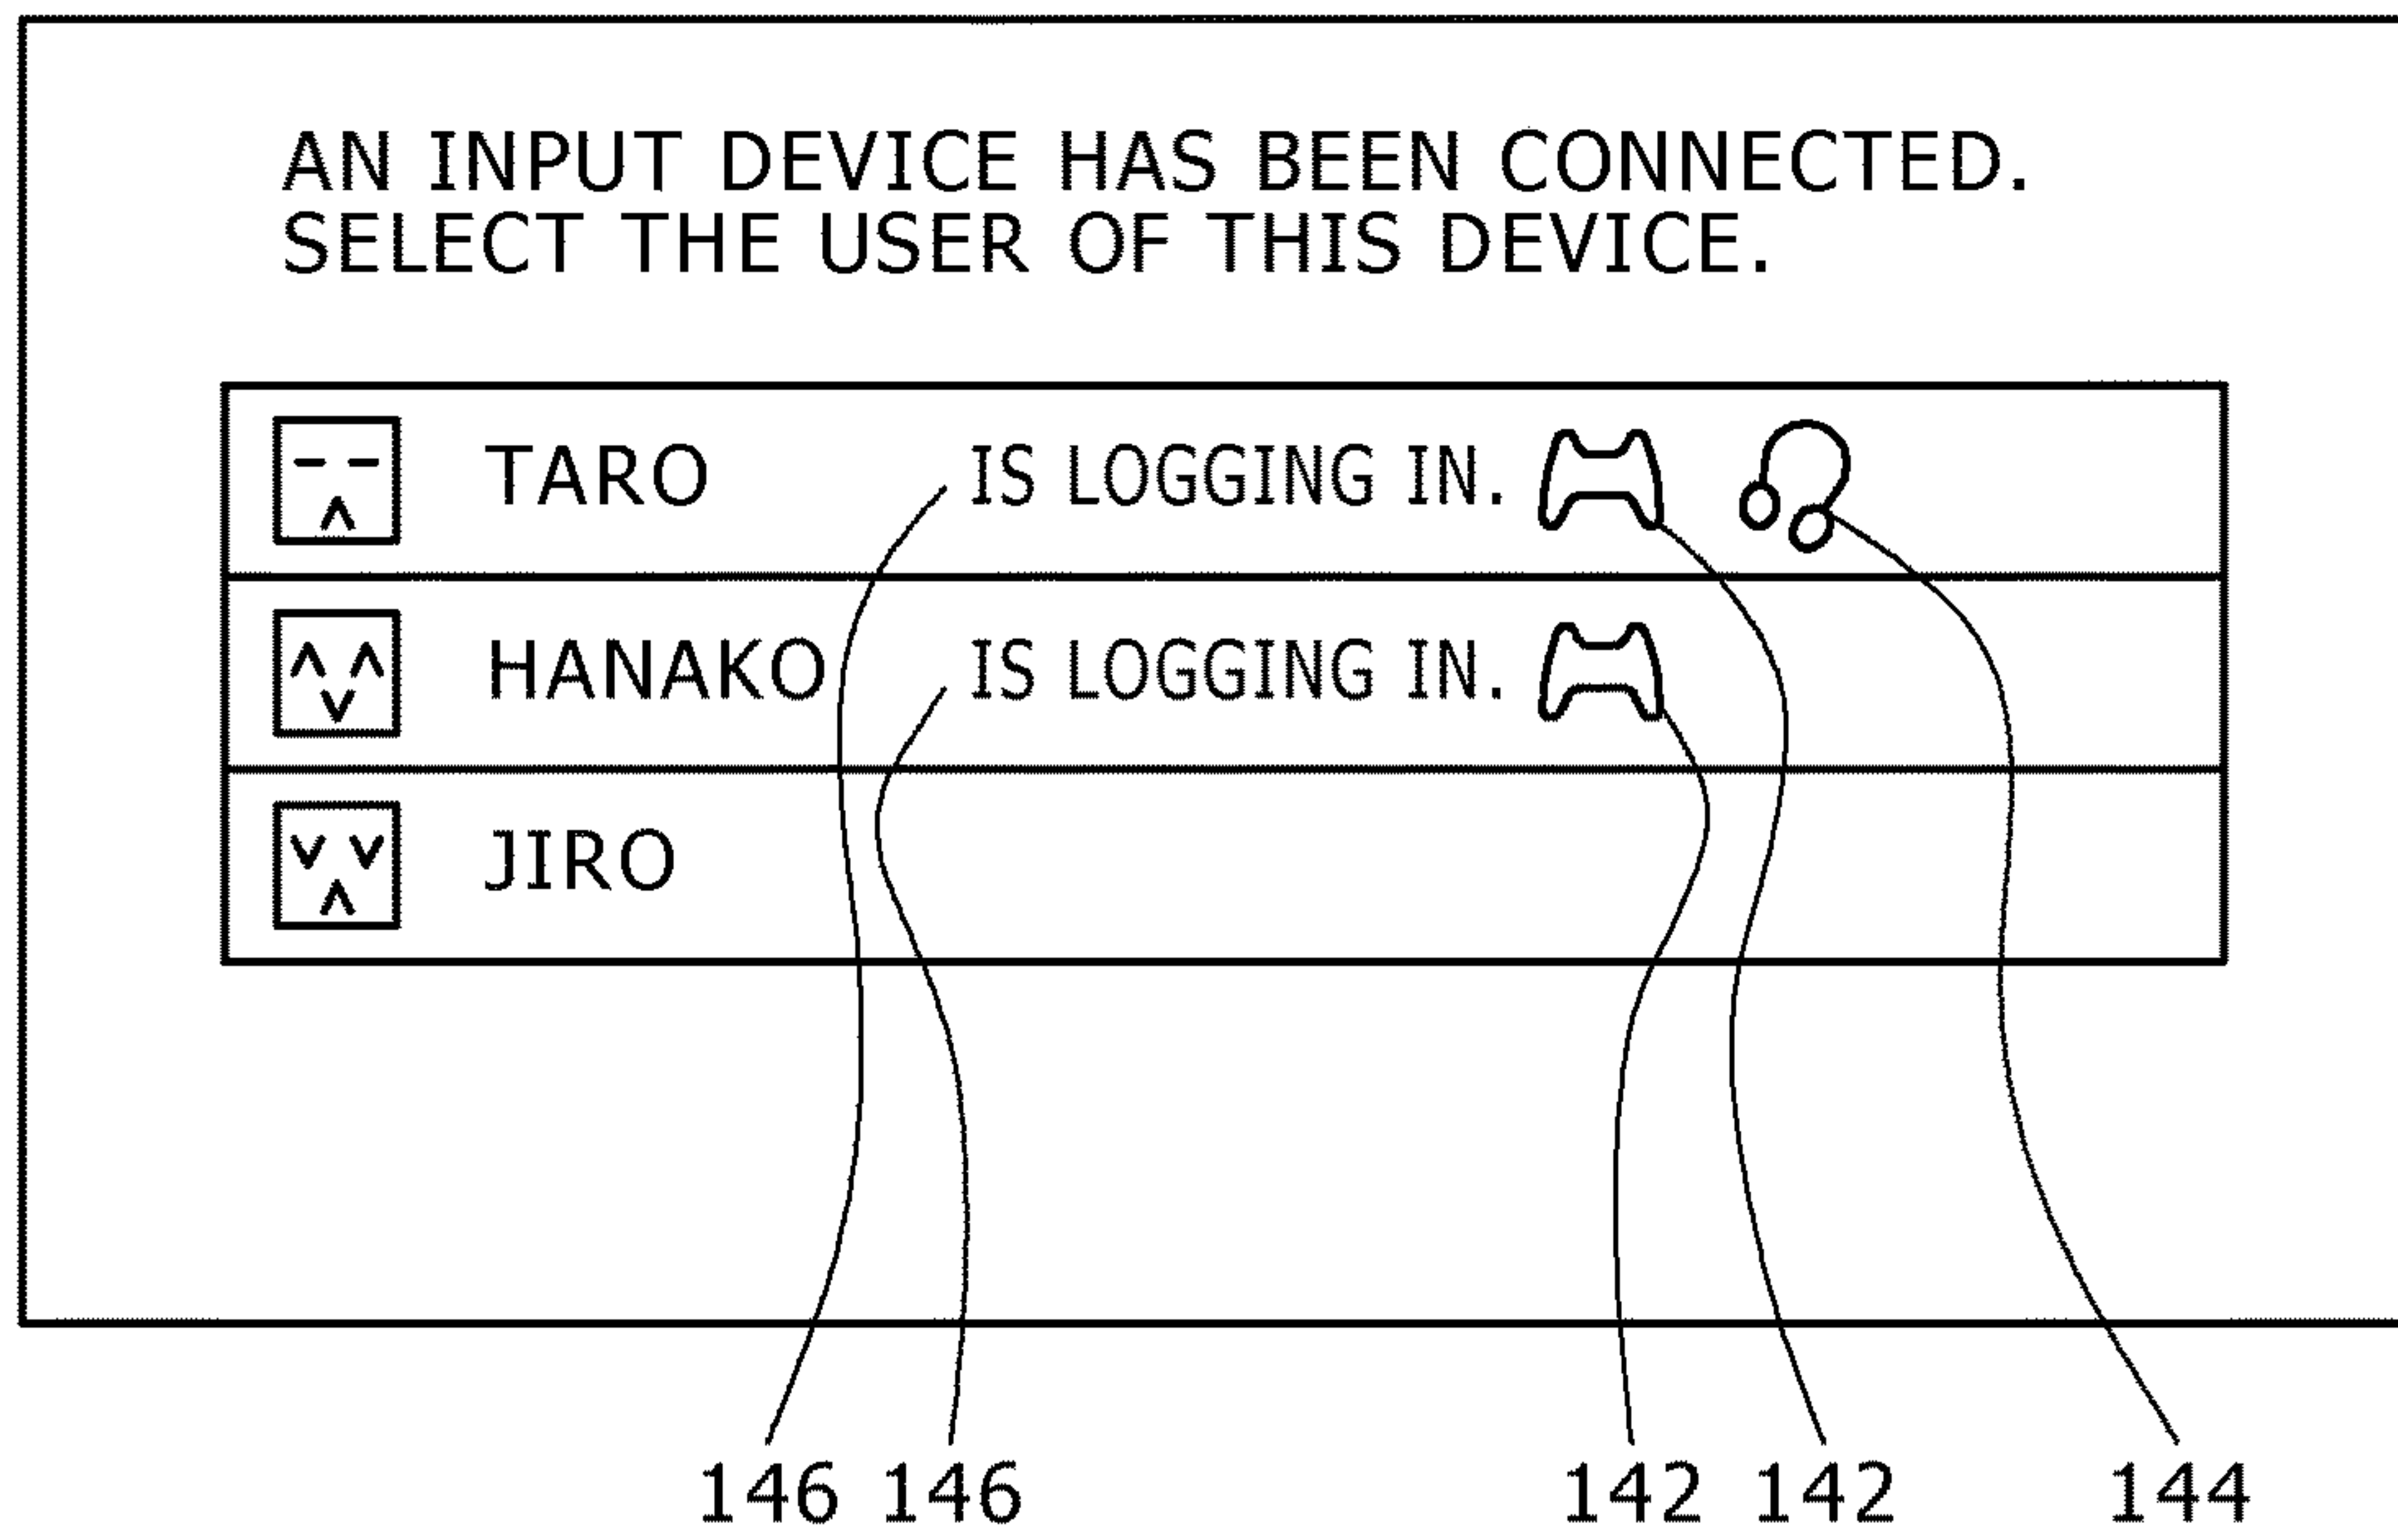 AN INPUT DEVICE HAS BEEN CONNECTED.
SELECT THE USER OF THIS DEVICE.
TARO IS LOGGING IN.
HANAKO IS LOGGING IN.
JIRO
146 146 142 142 144